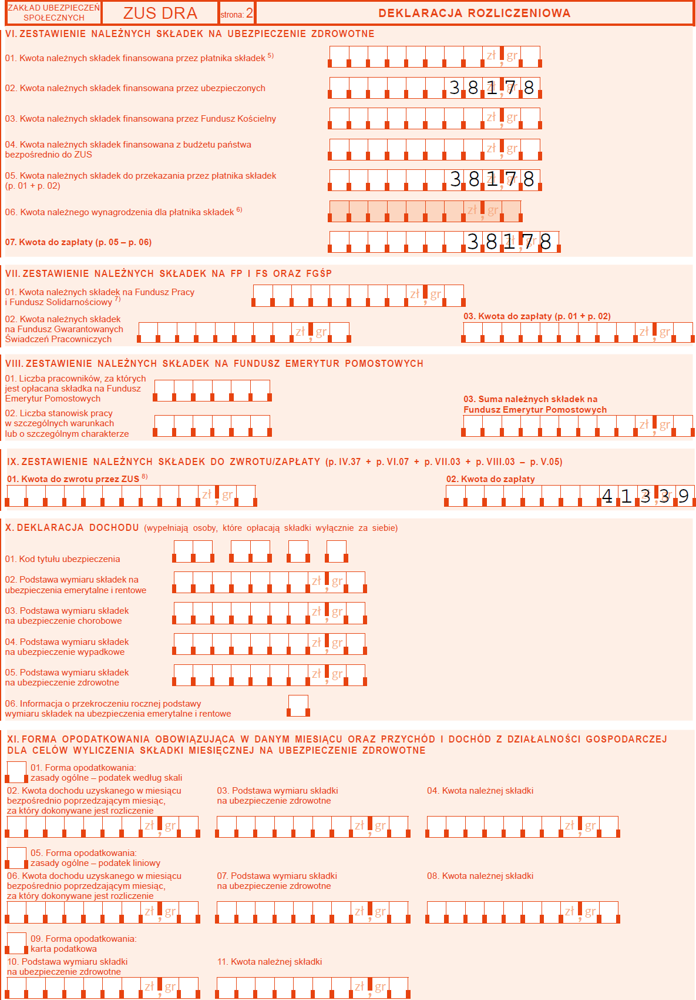 ZAKŁAD UBEZPIECZEŃ SPOŁECZNYCH ZUS DRA strona: 2 DEKLARACJA ROZLICZENIOWA
VI. ZESTAWIENIE NALEŻNYCH SKŁADEK NA UBEZPIECZENIE ZDROWOTNE
01. Kwota należnych składek finansowana przez płatnika składek 5) zł , gr
02. Kwota należnych składek finansowana przez ubezpieczonych 381 zł , gr 78
03. Kwota należnych składek finansowana przez Fundusz Kościelny zł , gr
04. Kwota należnych składek finansowana z budżetu państwa
bezpośrednio do ZUS zł , gr
05. Kwota należnych składek do przekazania przez płatnika składek
(p. 01 + p. 02) 381 zł , gr 78
06. Kwota należnego wynagrodzenia dla płatnika składek 6) zł , gr
07. Kwota do zapłaty (p. 05 – p. 06) 381 zł , gr 78
VII. ZESTAWIENIE NALEŻNYCH SKŁADEK NA FP I FS ORAZ FGŚP
01. Kwota należnych składek na Fundusz Pracy
i Fundusz Solidarnościowy 7) zł , gr
02. Kwota należnych składek
na Fundusz Gwarantowanych
Świadczeń Pracowniczych zł , gr
03. Kwota do zapłaty (p. 01 + p. 02)
zł , gr
VIII. ZESTAWIENIE NALEŻNYCH SKŁADEK NA FUNDUSZ EMERYTUR POMOSTOWYCH
01. Liczba pracowników, za których
jest opłacana składka na Fundusz
Emerytur Pomostowych
02. Liczba stanowisk pracy
w szczególnych warunkach
lub o szczególnym charakterze
03. Suma należnych składek na
Fundusz Emerytur Pomostowych
zł , gr
IX. ZESTAWIENIE NALEŻNYCH SKŁADEK DO ZWROTU/ZAPŁATY (p. IV.37 + p. VI.07 + p. VII.03 + p. VIII.03 – p. V.05)
01. Kwota do zwrotu przez ZUS 8)
zł , gr
02. Kwota do zapłaty
413 zł , gr 39
X. DEKLARACJA DOCHODU (wypełniają osoby, które opłacają składki wyłącznie za siebie)
01. Kod tytułu ubezpieczenia
02. Podstawa wymiaru składek na
ubezpieczenia emerytalne i rentowe zł , gr
03. Podstawa wymiaru składek
na ubezpieczenie chorobowe zł , gr
04. Podstawa wymiaru składek
na ubezpieczenie wypadkowe zł , gr
05. Podstawa wymiaru składek
na ubezpieczenie zdrowotne zł , gr
06. Informacja o przekroczeniu rocznej podstawy
wymiaru składek na ubezpieczenia emerytalne i rentowe
XI. FORMA OPODATKOWANIA OBOWIĄZUJĄCA W DANYM MIESIĄCU ORAZ PRZYCHÓD I DOCHÓD Z DZIAŁALNOŚCI GOSPODARCZEJ
DLA CELÓW WYLICZENIA SKŁADKI MIESIĘCZNEJ NA UBEZPIECZENIE ZDROWOTNE
01. Forma opodatkowania:
zasady ogólne – podatek według skali
02. Kwota dochodu uzyskanego w miesiącu
bezpośrednio poprzedzającym miesiąc,
za który dokonywane jest rozliczenie
zł , gr
03. Podstawa wymiaru składki
na ubezpieczenie zdrowotne
zł , gr
04. Kwota należnej składki
zł , gr
05. Forma opodatkowania:
zasady ogólne – podatek liniowy
06. Kwota dochodu uzyskanego w miesiącu
bezpośrednio poprzedzającym miesiąc,
za który dokonywane jest rozliczenie
zł , gr
07. Podstawa wymiaru składki
na ubezpieczenie zdrowotne
zł , gr
08. Kwota należnej składki
zł , gr
09. Forma opodatkowania:
karta podatkowa
10. Podstawa wymiaru składki
na ubezpieczenie zdrowotne
zł , gr
11. Kwota należnej składki
zł , gr